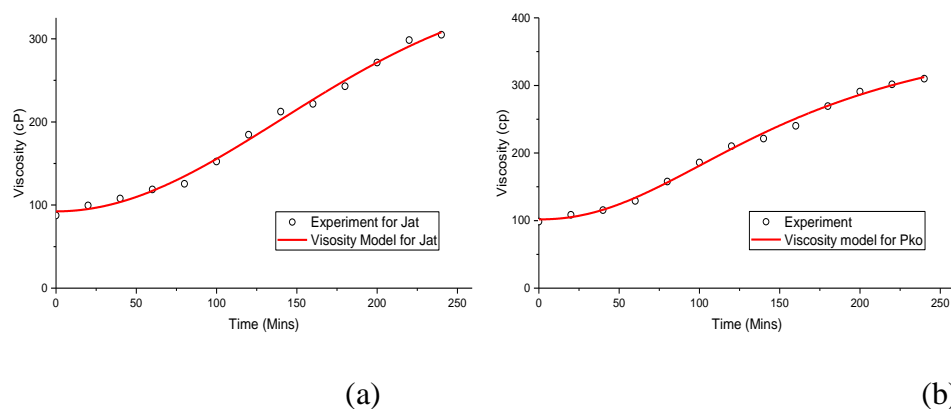 300
200
100
0
Viscosity (cP)
Experiment for Jat
Visosity Model for Jat
0 50 100 150 200 250
Time (Mins)
(a)
400
300
200
100
0
Viscosity (cp)
Experiment
Viscosity model for Pko
0 50 100 150 200 250
Time (Mins)
(b)